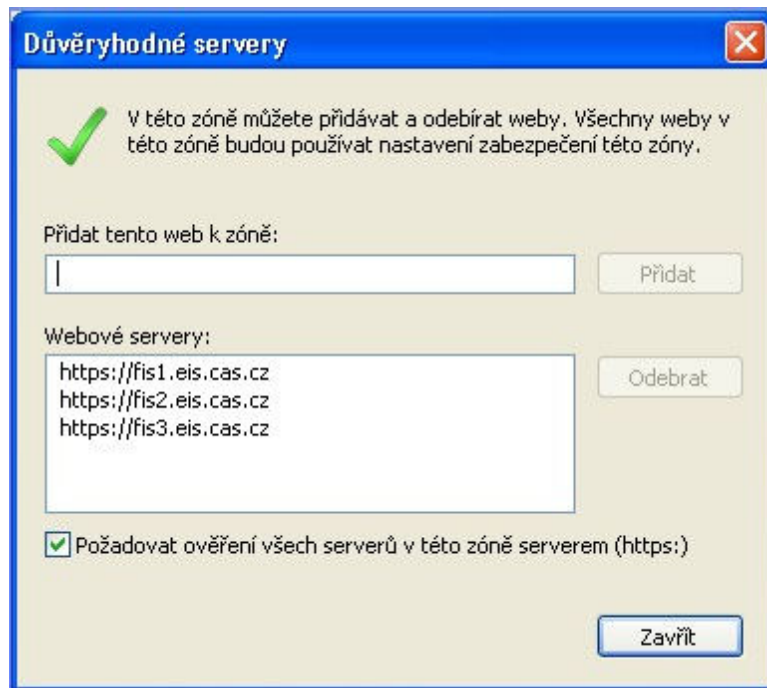 Důvěryhodné servery
V této zóně můžete přidávat a odebírat weby. Všechny weby v
této zóně budou používat nastavení zabezpečení této zóny.
Přidat tento web k zóně:
Přidat
Webové servery:
https://fis1.eis.cas.cz
https://fis2.eis.cas.cz
https://fis3.eis.cas.cz
Odebrat
Požadovat ověření všech serverů v této zóně serverem (https:)
Zavřít